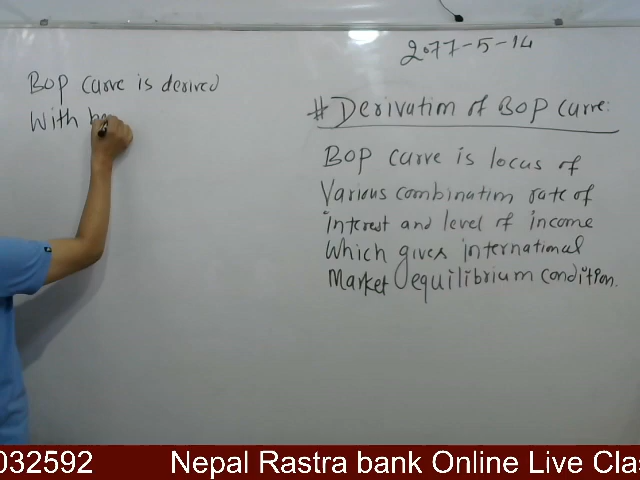 2077-5-14
BOP curve is derived
With
# Derivation of BOP curve:
BOP curve is locus of
Various combination rate of
interest and level of income
Which gives international
Market equilibrium condition.
032592 Nepal Rastra bank Online Live Clas